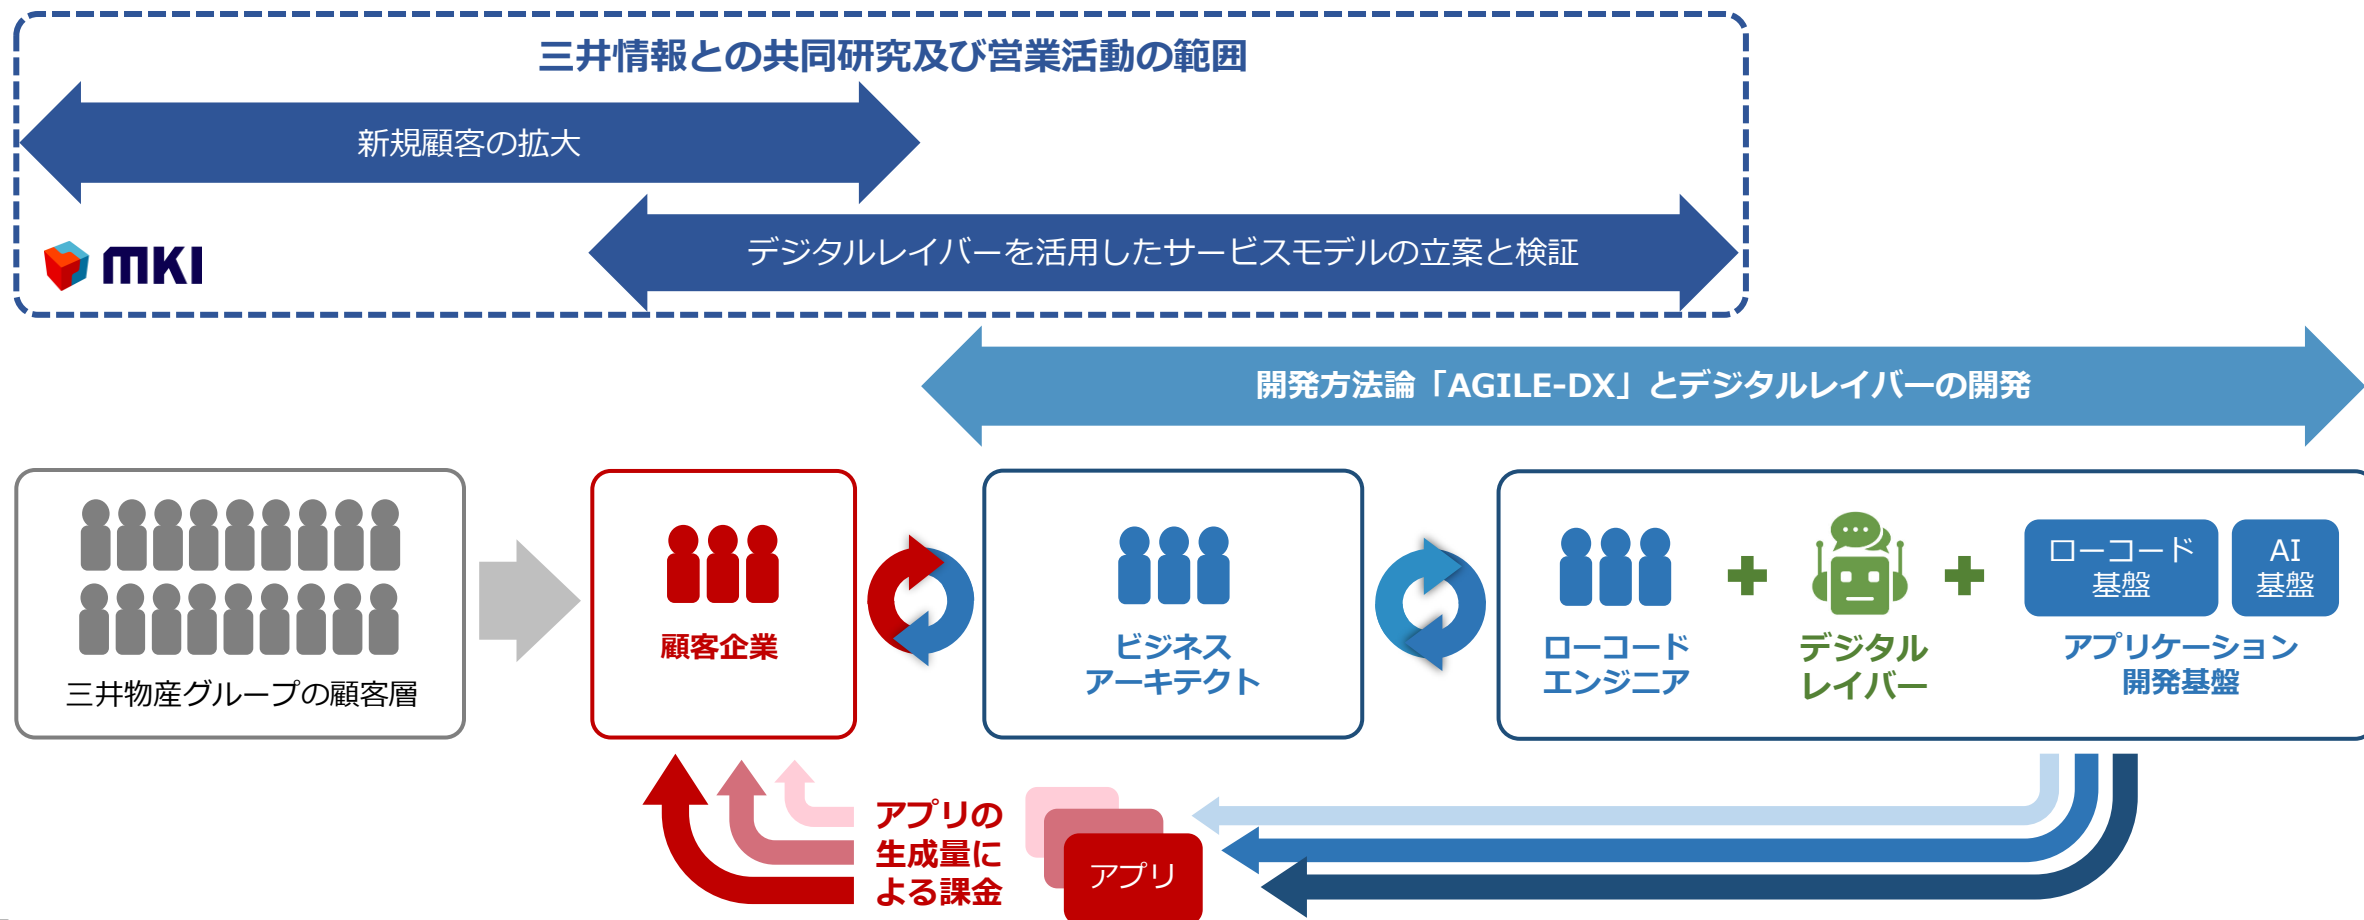 三井情報との共同研究及び営業活動の範囲
新規顧客の拡大
デジタルレイバーを活用したサービスモデルの立案と検証
MKI
開発方法論「AGILE-DX」とデジタルレイバーの開発
三井物産グループの顧客層
顧客企業
ビジネス
アーキテクト
ローコード
エンジニア
デジタル
レイバー
ローコード
基盤
AI
基盤
アプリケーション
開発基盤
アプリの
生成量に
よる課金
アプリ